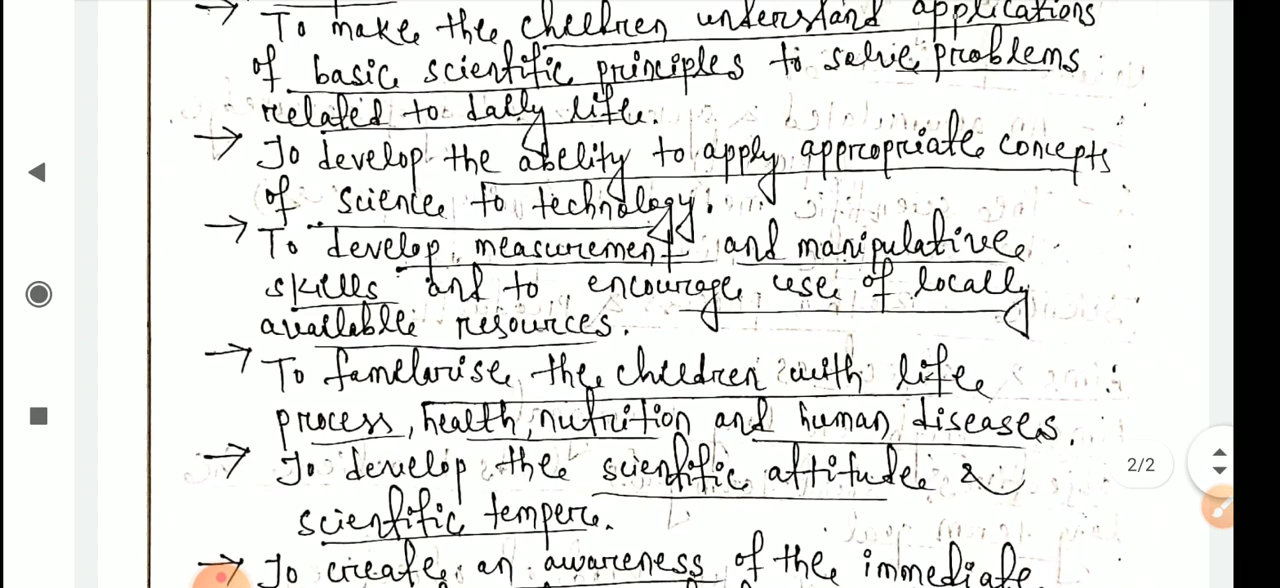 → To make the children understand applications
of basic scientific principles to solve problems
related to daily life.
→ To develop the ability to apply appropriate concepts
of science to technology.
→ To develop measurement and manipulative
skills and to encourage use of locally
available resources.
→ To familarise the children with life
process, health, nutrition and human diseases.
→ To develop the scientific attitude &
scientific temper.
→ To create an awareness of the immediate
2/2